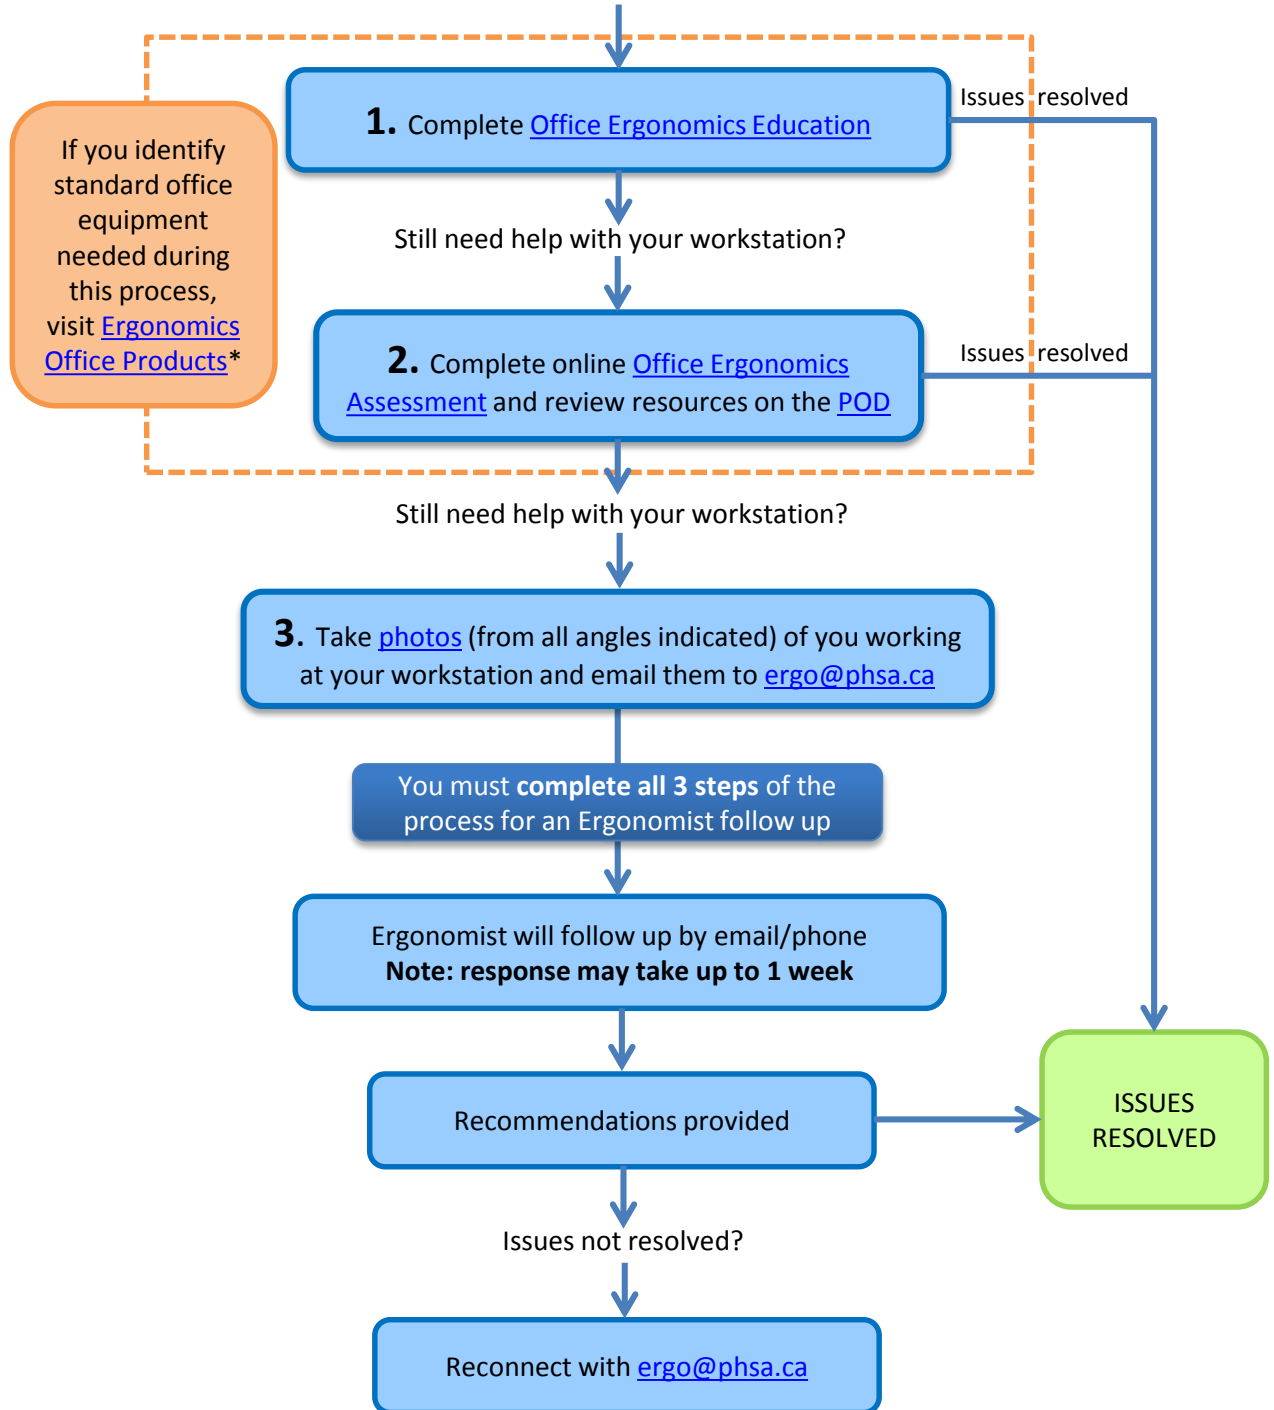 1. Complete Office Ergonomics Education
Issues resolved
If you identify
standard office
equipment
needed during
this process,
visit Ergonomics
Office Products*
Still need help with your workstation?
2. Complete online Office Ergonomics
Assessment and review resources on the POD
Issues resolved
Still need help with your workstation?
3. Take photos (from all angles indicated) of you working
at your workstation and email them to ergo@phsa.ca
You must complete all 3 steps of the
process for an Ergonomist follow up
Ergonomist will follow up by email/phone
Note: response may take up to 1 week
Recommendations provided
ISSUES
RESOLVED
Issues not resolved?
Reconnect with ergo@phsa.ca